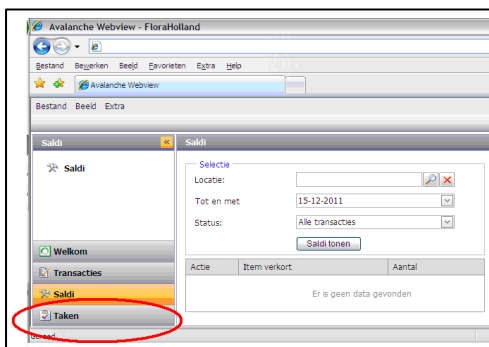 Avalanche Webview - FloraHolland
Bestand Bewerken Beeld Favorieten Extra Help
Avalanche Webview
Bestand Beeld Extra
Saldi
«
Saldi
Saldi
Selectie
Locatie:
Tot en met 15-12-2011
Status: Alle transacties
Saldi tonen
Actie Item verkort Aantal
Er is geen data gevonden
Welkom
Transacties
Saldi
Taken
Gereed